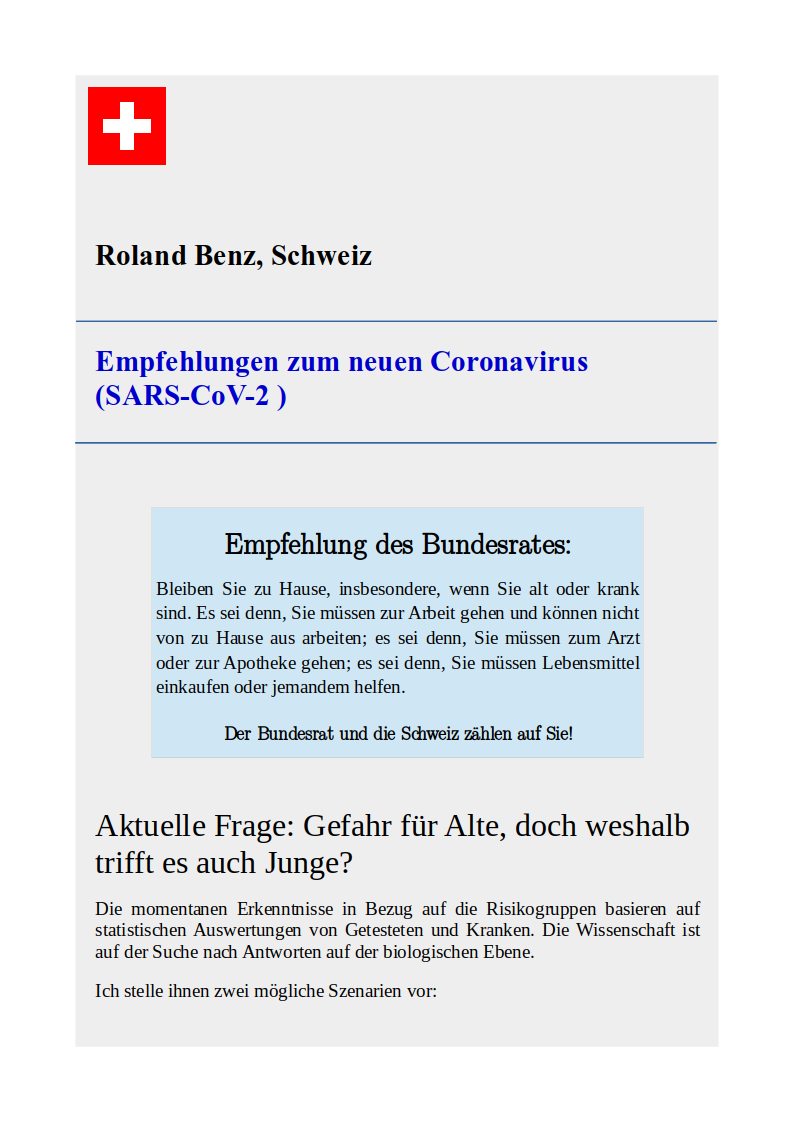 Roland Benz, Schweiz
Empfehlungen zum neuen Coronavirus
(SARS-CoV-2 )
Empfehlung des Bundesrates:
Bleiben Sie zu Hause, insbesondere, wenn Sie alt oder krank
sind. Es sei denn, Sie müssen zur Arbeit gehen und können nicht
von zu Hause aus arbeiten; es sei denn, Sie müssen zum Arzt
oder zur Apotheke gehen; es sei denn, Sie müssen Lebensmittel
einkaufen oder jemandem helfen.
Der Bundesrat und die Schweiz zählen auf Sie!
Aktuelle Frage: Gefahr für Alte, doch weshalb
trifft es auch Junge?
Die momentanen Erkenntnisse in Bezug auf die Risikogruppen basieren auf
statistischen Auswertungen von Getesteten und Kranken. Die Wissenschaft ist
auf der Suche nach Antworten auf der biologischen Ebene.
Ich stelle ihnen zwei mögliche Szenarien vor: